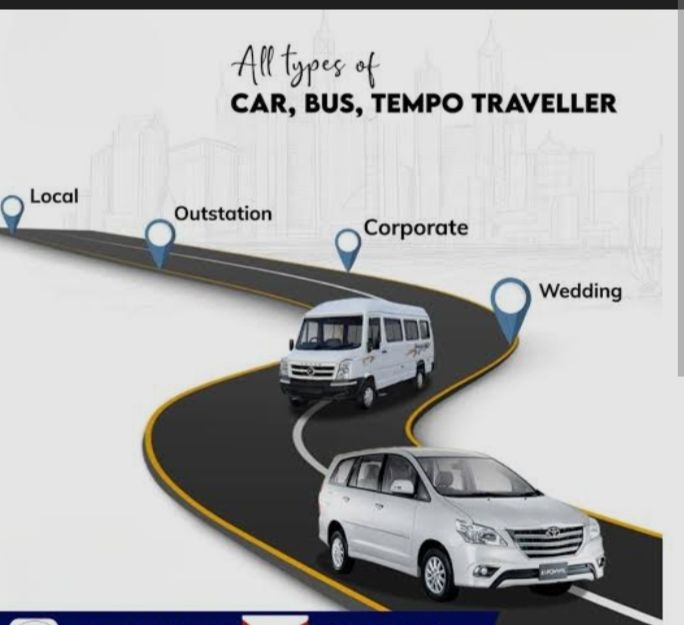 All types of
CAR, BUS, TEMPO TRAVELLER
Local
Outstation
Corporate
Wedding